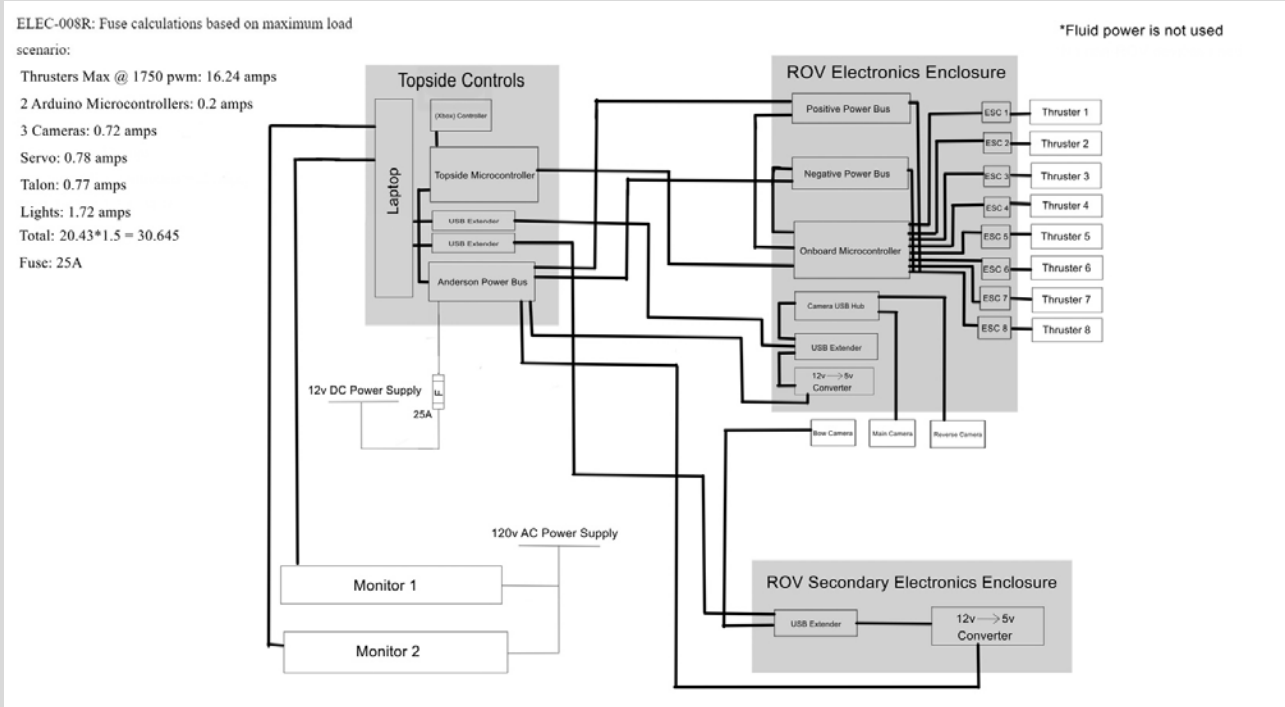 ELEC-008R: Fuse calculations based on maximum load
scenario:
Thrusters Max @ 1750 pwm: 16.24 amps
2 Arduino Microcontrollers: 0.2 amps
3 Cameras: 0.72 amps
Servo: 0.78 amps
Talon: 0.77 amps
Lights: 1.72 amps
Total: 20.43*1.5 = 30.645
Fuse: 25A
*Fluid power is not used
Topside Controls
(Xbox) Controller
Laptop
Topside Microcontroller
USB Extender
USB Extender
Anderson Power Bus
12v DC Power Supply
F
25A
120v AC Power Supply
Monitor 1
Monitor 2
ROV Electronics Enclosure
Positive Power Bus
Negative Power Bus
Onboard Microcontroller
Camera USB Hub
USB Extender
12v → 5v
Converter
ESC 1
Thruster 1
ESC 2
Thruster 2
ESC 3
Thruster 3
ESC 4
Thruster 4
ESC 5
Thruster 5
ESC 6
Thruster 6
ESC 7
Thruster 7
ESC 8
Thruster 8
Bow Camera
Main Camera
Reverse Camera
ROV Secondary Electronics Enclosure
USB Extender
12v → 5v
Converter